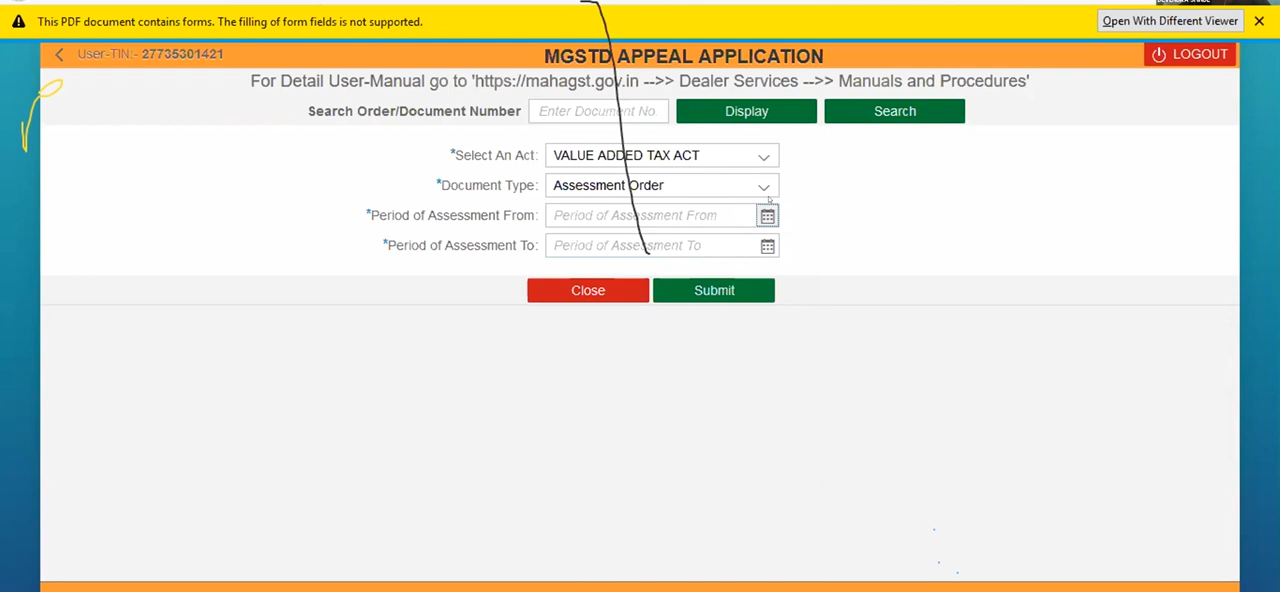 This PDF document contains forms. The filling of form fields is not supported.
Open With Different Viewer
User-TIN:- 27735301421
MGSTD APPEAL APPLICATION
LOGOUT
For Detail User-Manual go to 'https://mahagst.gov.in -->> Dealer Services -->> Manuals and Procedures'
Search Order/Document Number Enter Document No. Display Search
*Select An Act: VALUE ADDED TAX ACT
*Document Type: Assessment Order
*Period of Assessment From: Period of Assessment From
*Period of Assessment To: Period of Assessment To
Close Submit